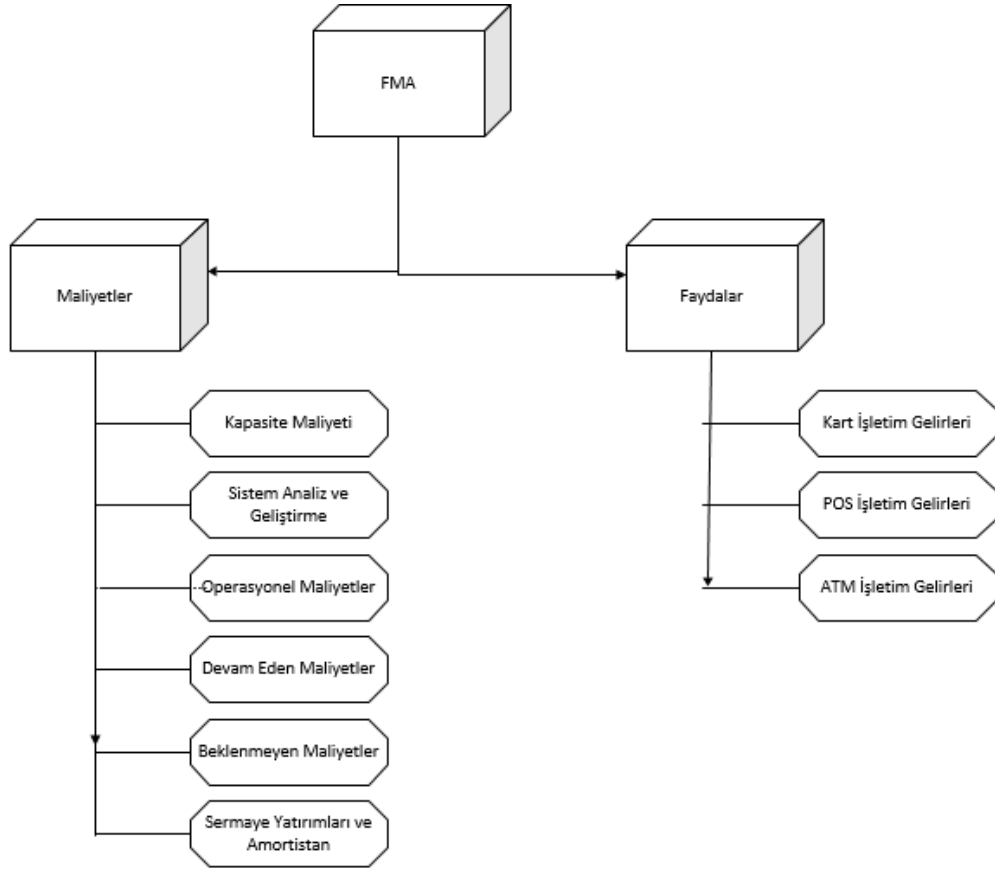 FMA
Maliyetler
Faydalar
Kapasite Maliyeti
Sistem Analiz ve
Geliştirme
Operasyonel Maliyetler
Devam Eden Maliyetler
Beklenmeyen Maliyetler
Sermaye Yatırımları ve
Amortistan
Kart İşletim Gelirleri
POS İşletim Gelirleri
ATM İşletim Gelirleri